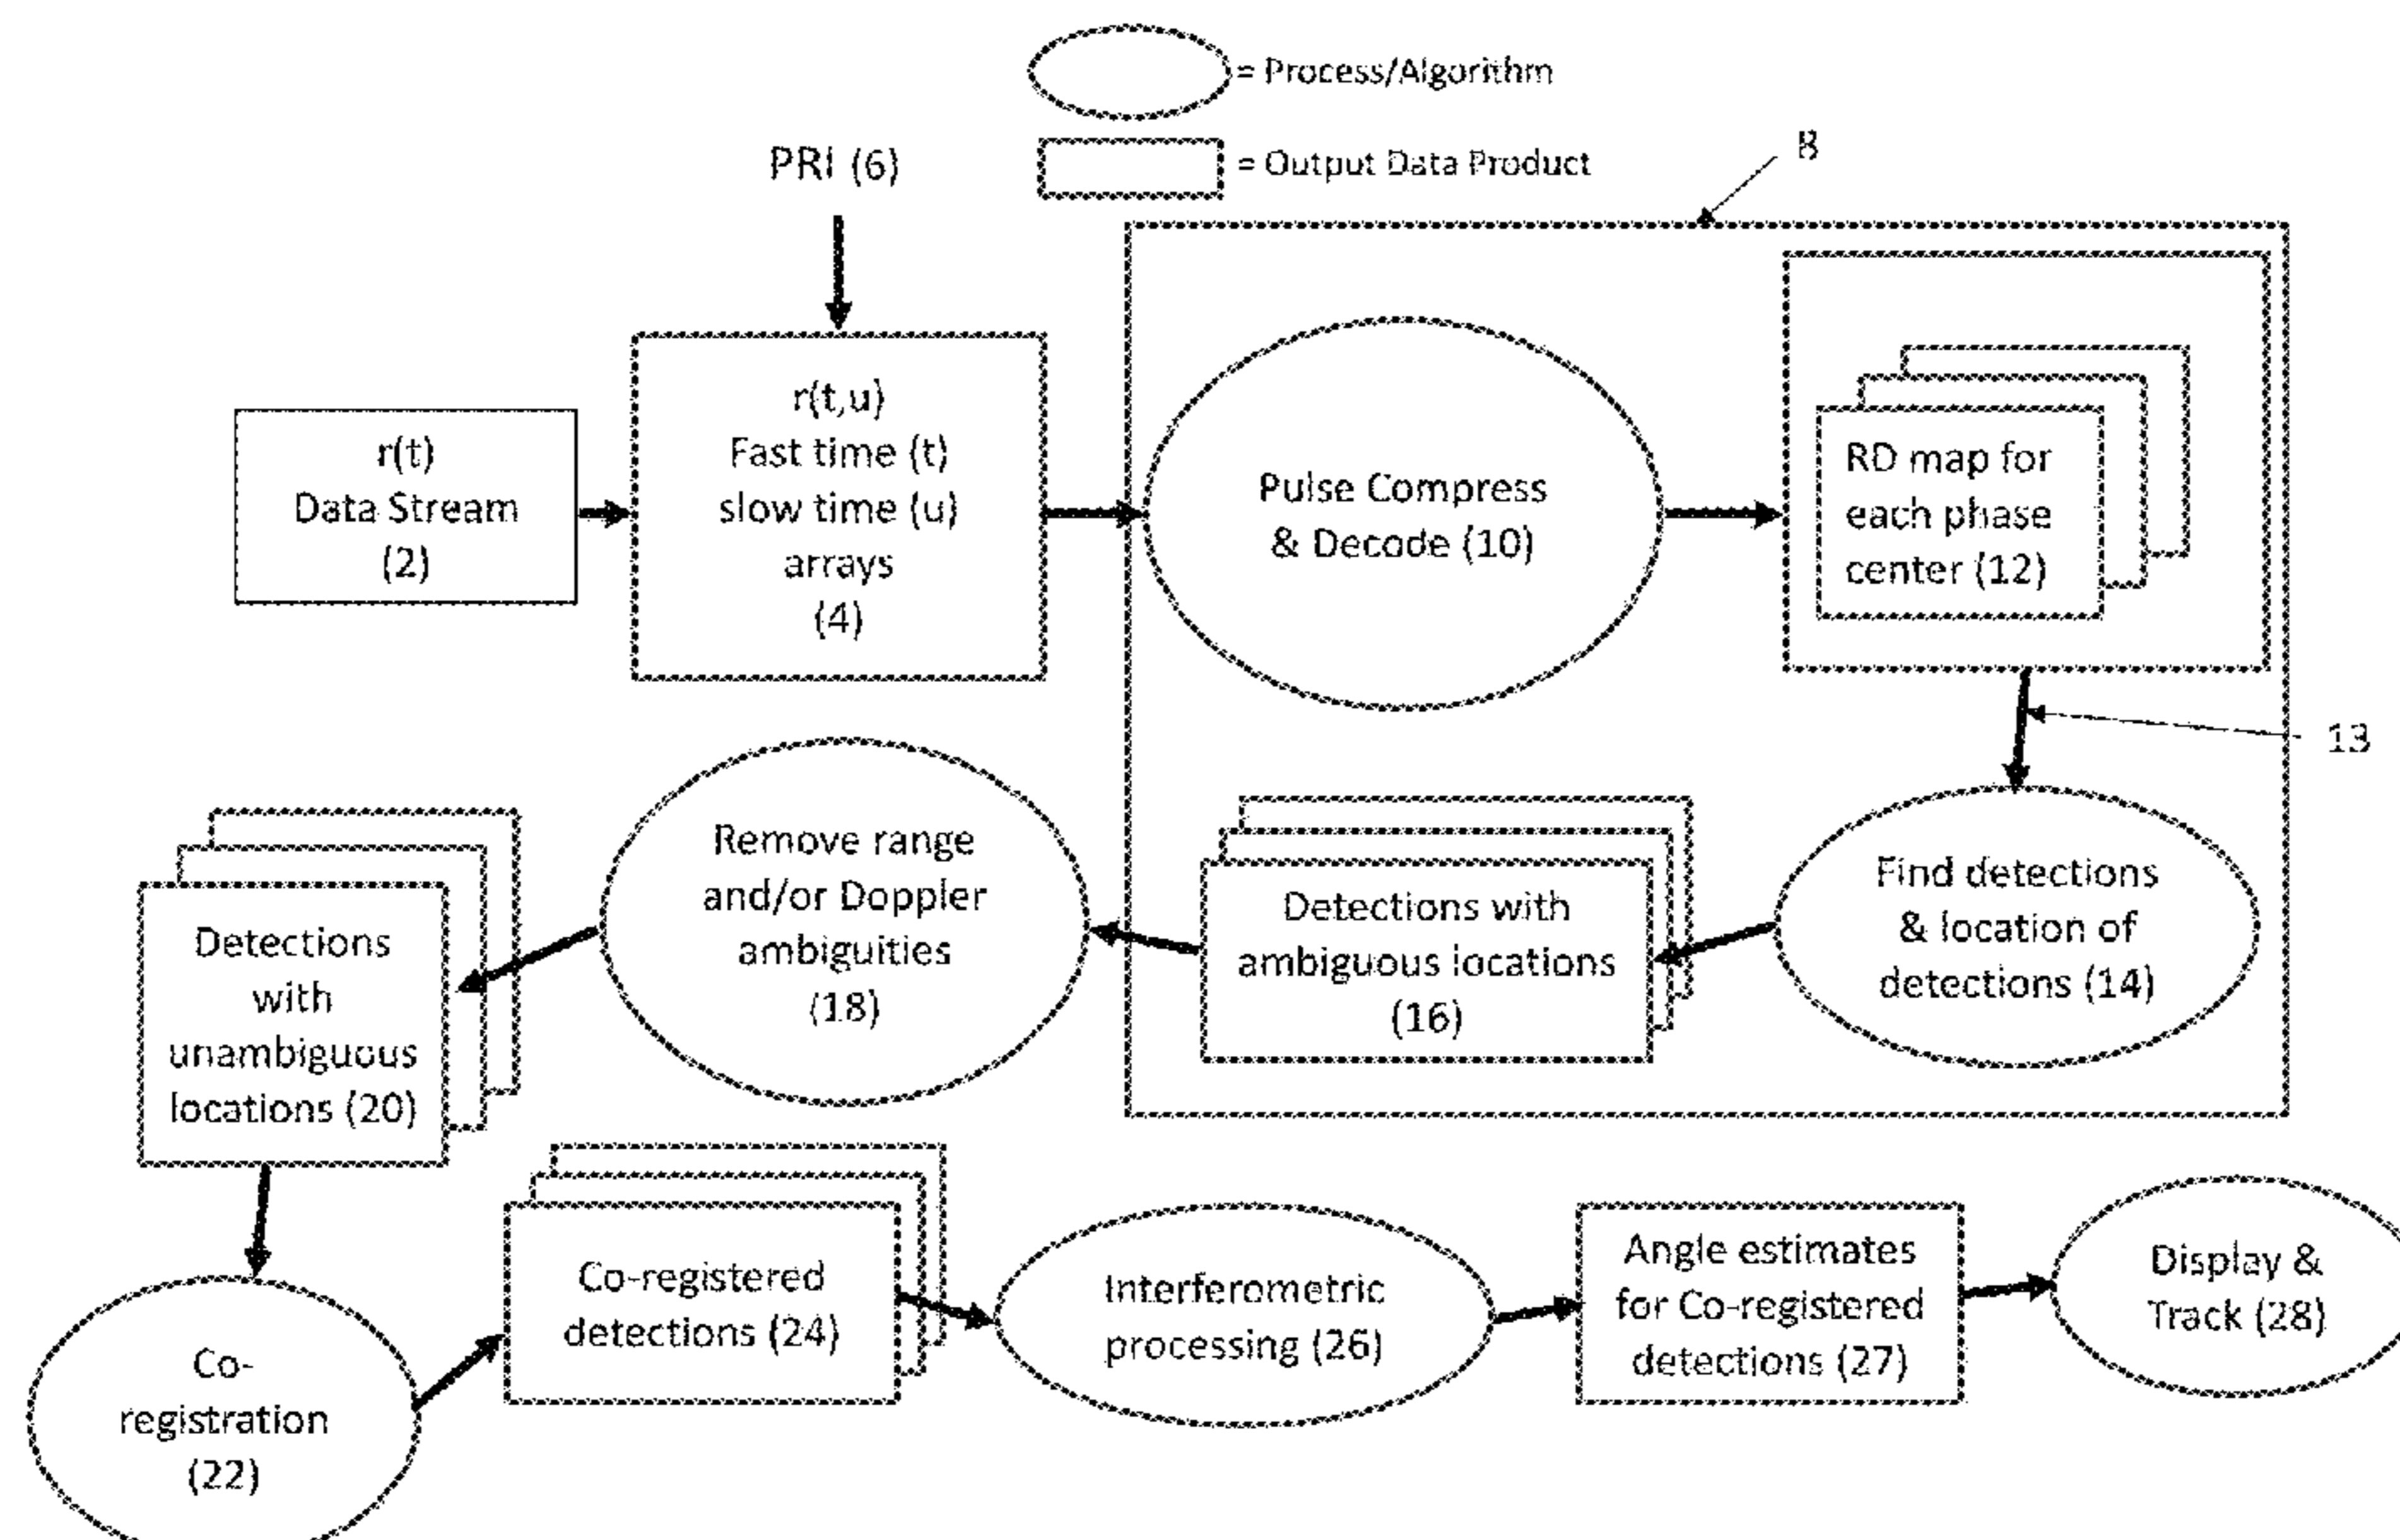 = Process/Algorithm
= Output Data Product
PRI (6)
8
r(t)
Data Stream
(2)
r(t,u)
Fast time (t)
slow time (u)
arrays
(4)
Pulse Compress
& Decode (10)
RD map for
each phase
center (12)
13
Find detections
& location of
detections (14)
Detections with
ambiguous locations
(16)
Remove range
and/or Doppler
ambiguities
(18)
Detections
with
unambiguous
locations (20)
Co-
registration
(22)
Co-registered
detections (24)
Interferometric
processing (26)
Angle estimates
for Co-registered
detections (27)
Display &
Track (28)